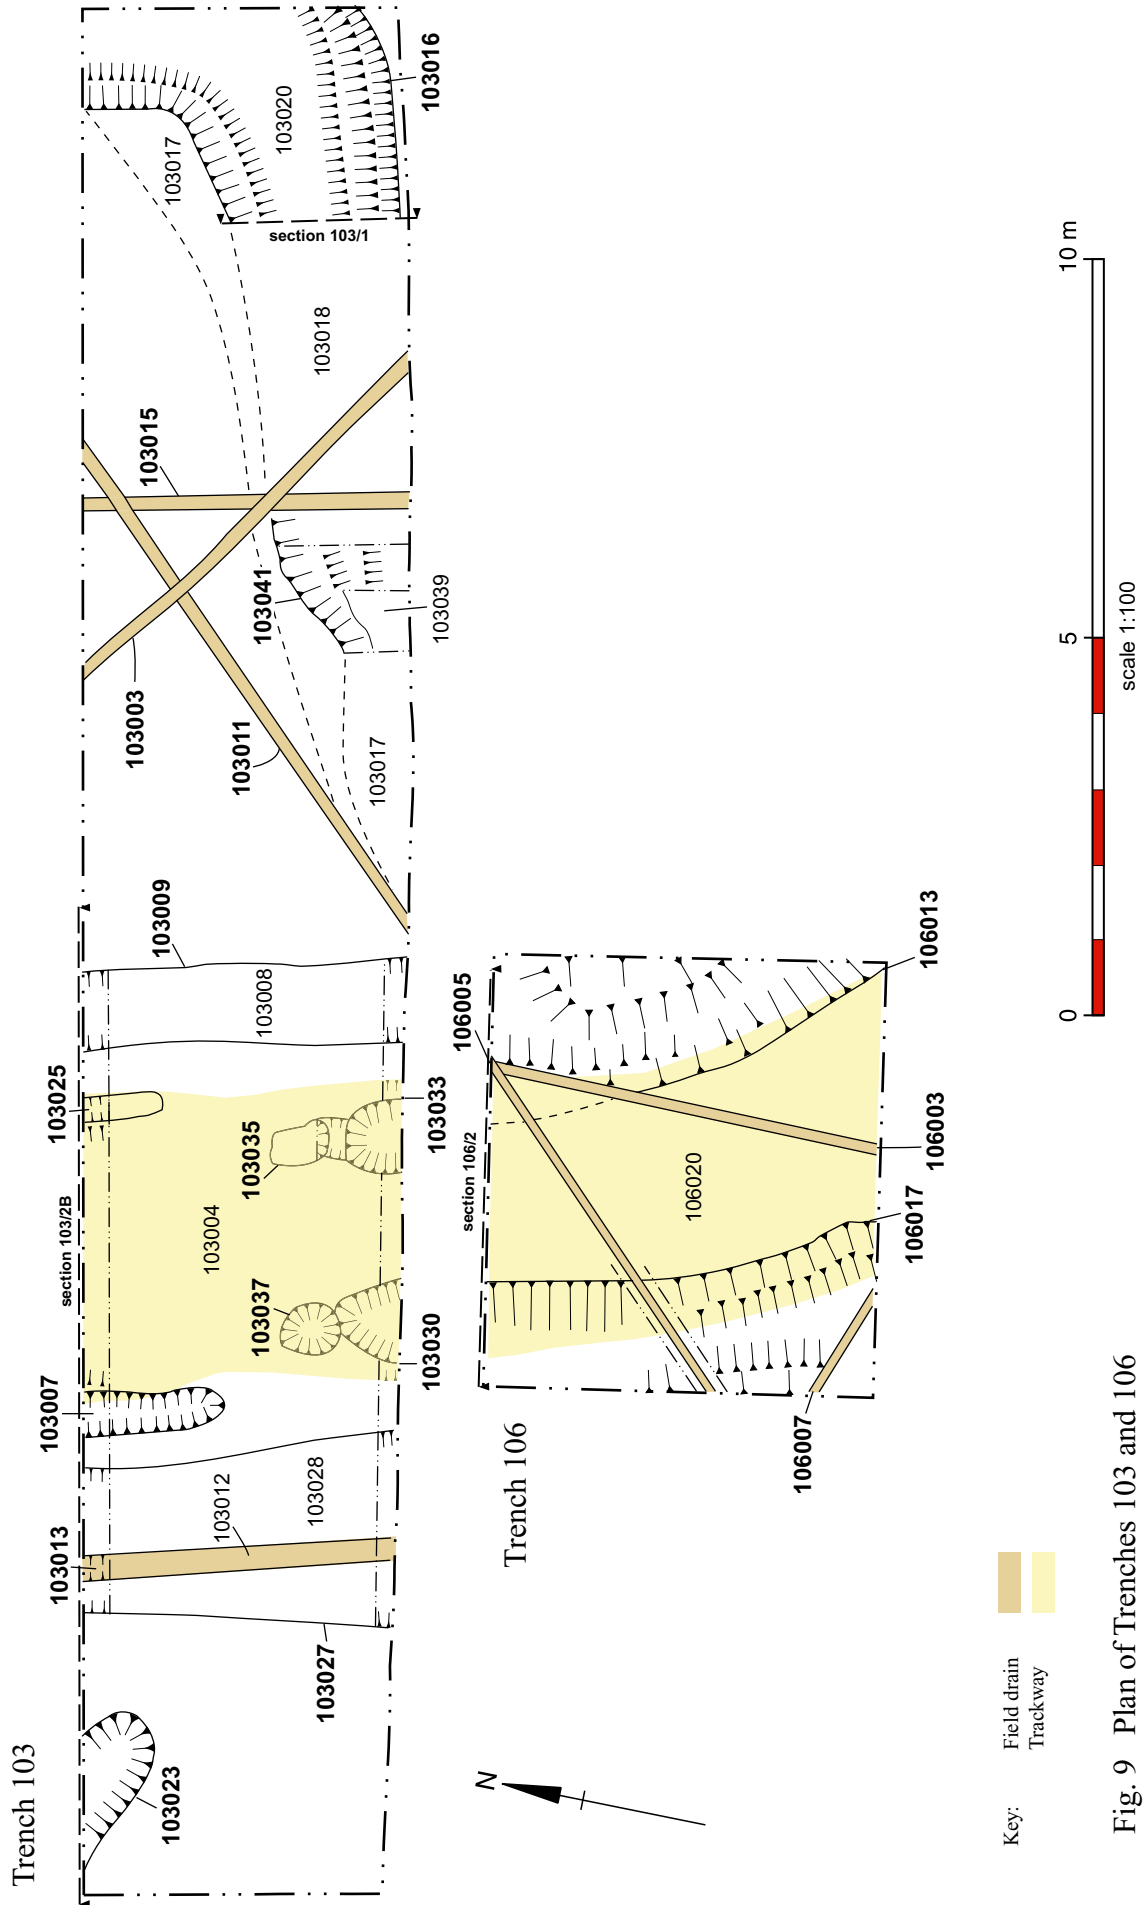 Trench 103
103023
103027
103013
103012
103028
103007
section 103/2B
103004
103037
103030
103025
103035
103033
103009
103008
103011
103003
103017
103041
103039
103015
103018
section 103/1
103017
103020
103016
Trench 106
106007
section 106/2
106005
106020
106017
106003
106013
N
Key:
Field drain
Trackway
0
5
10 m
scale 1:100
Fig. 9 Plan of Trenches 103 and 106